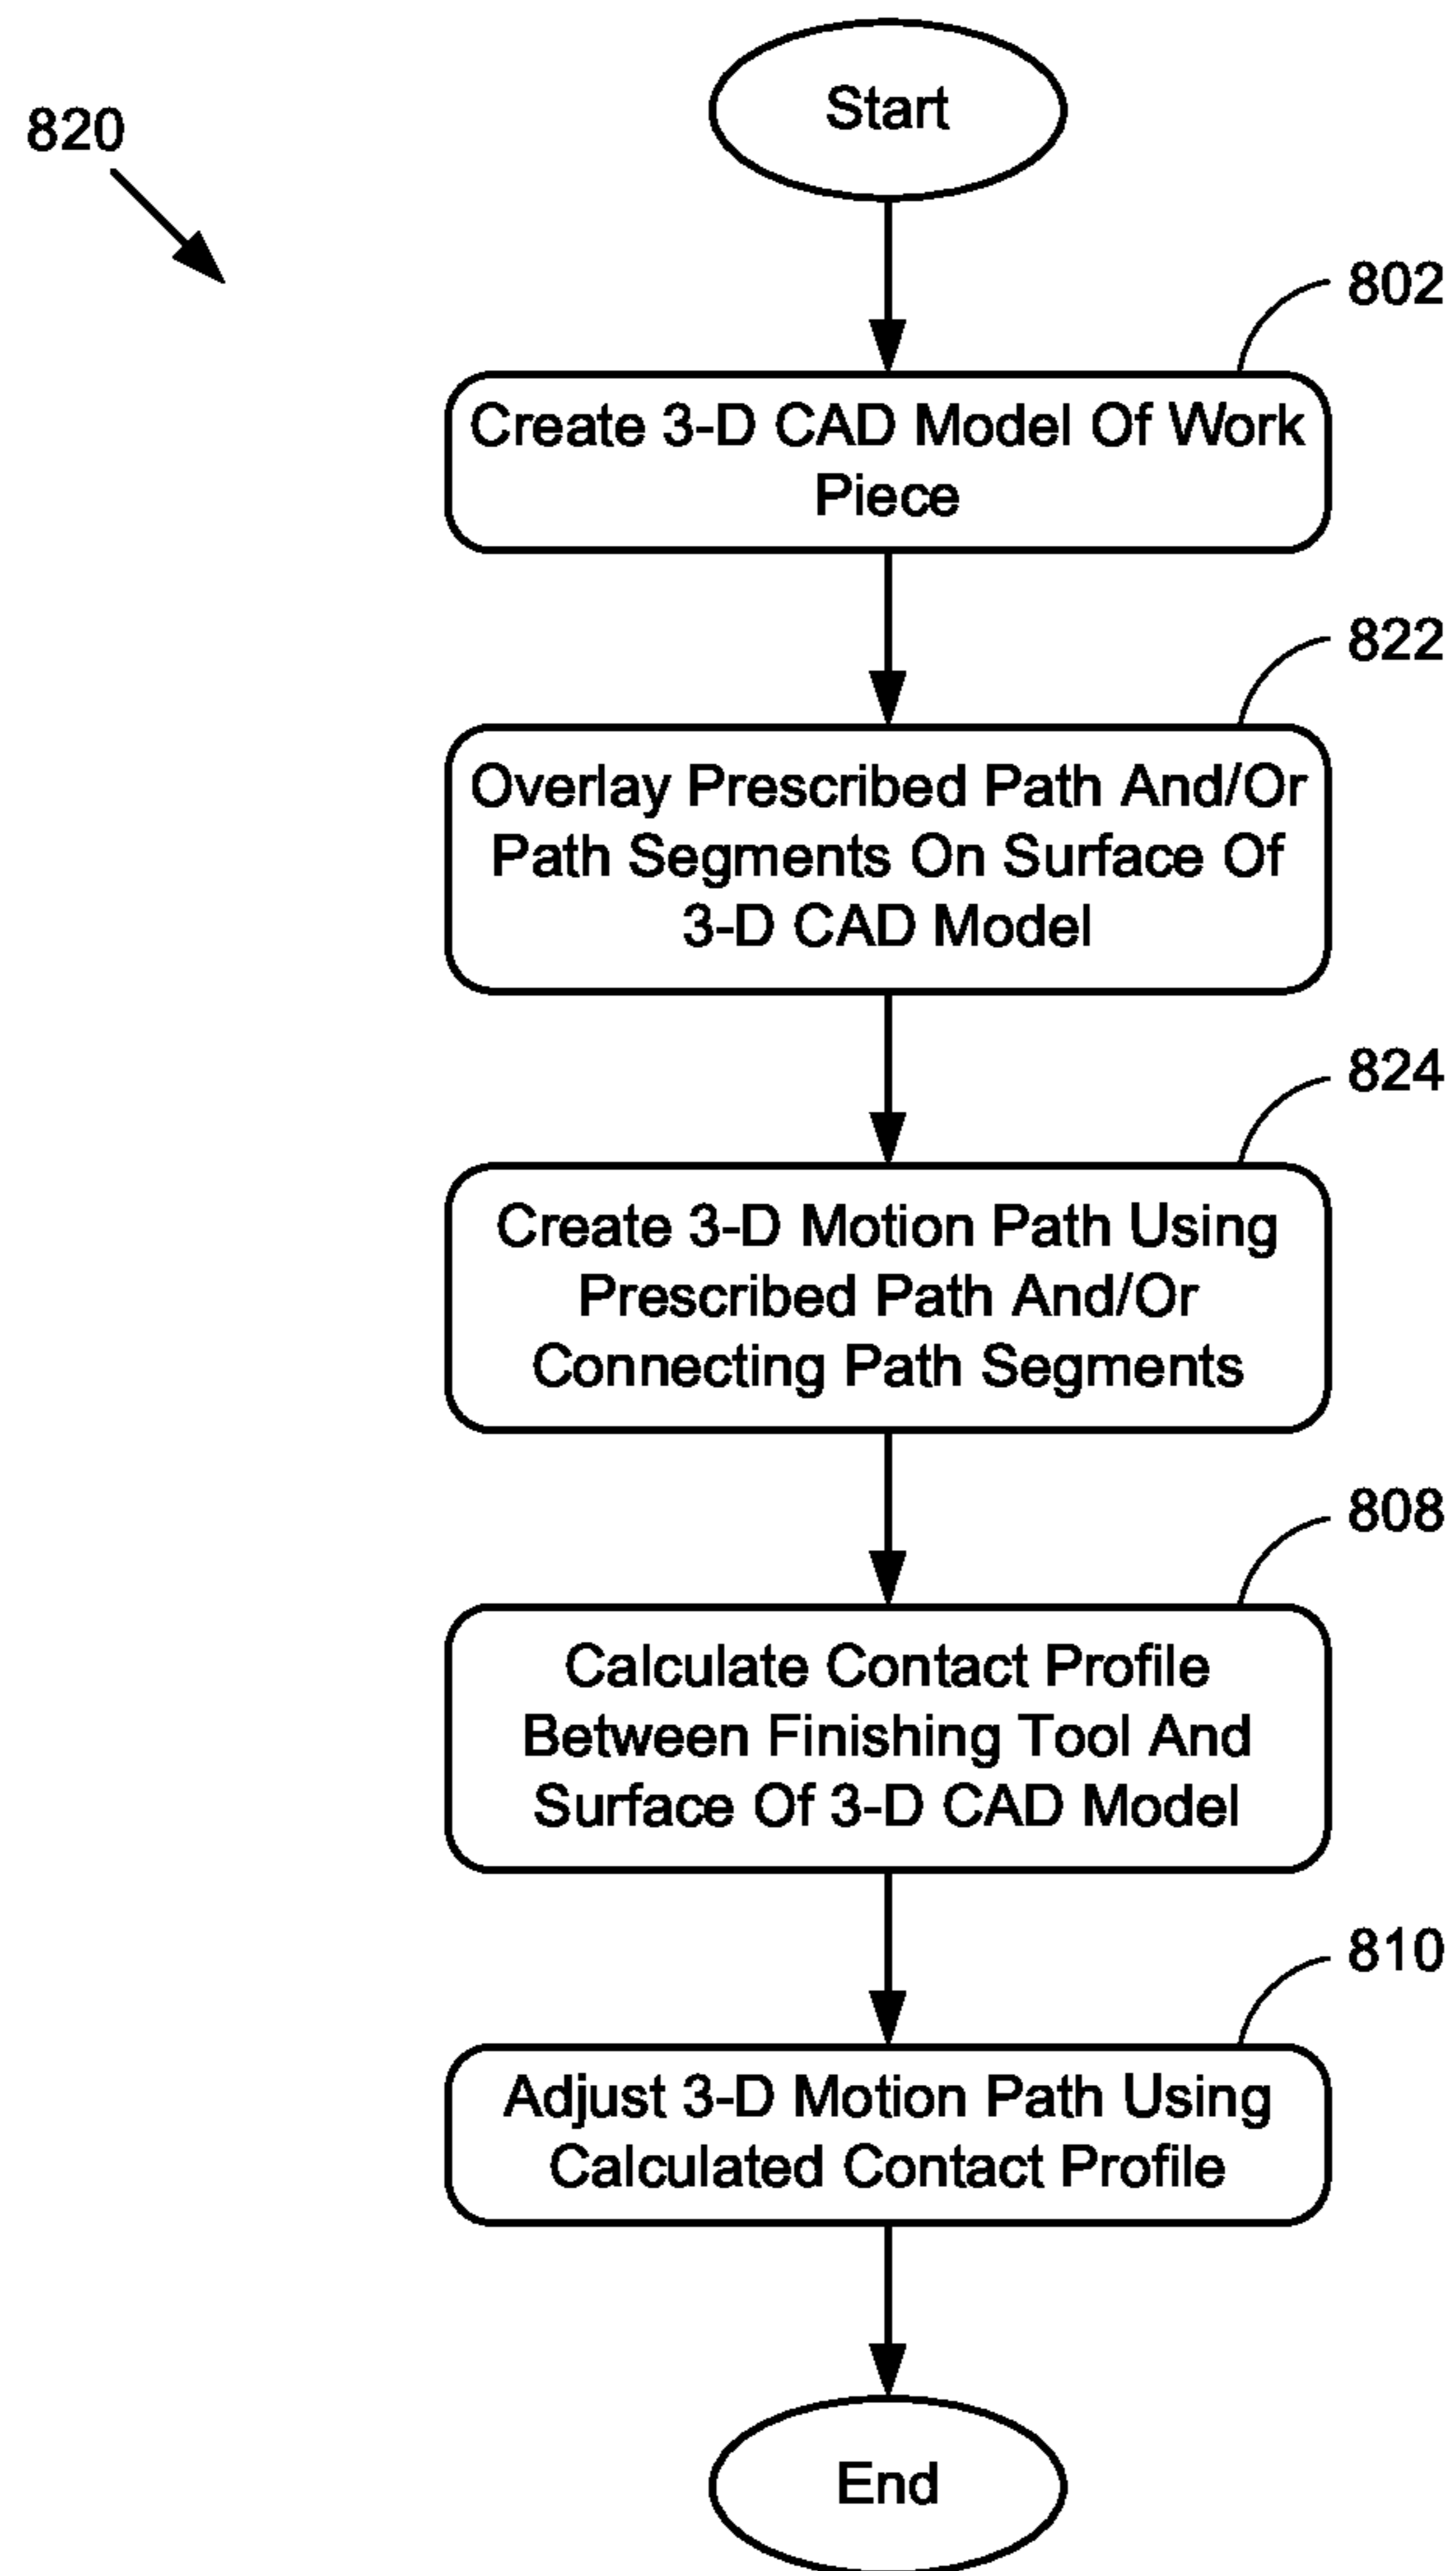 Start
820
802
Create 3-D CAD Model Of Work
Piece
822
Overlay Prescribed Path And/Or
Path Segments On Surface Of
3-D CAD Model
824
Create 3-D Motion Path Using
Prescribed Path And/Or
Connecting Path Segments
808
Calculate Contact Profile
Between Finishing Tool And
Surface Of 3-D CAD Model
810
Adjust 3-D Motion Path Using
Calculated Contact Profile
End